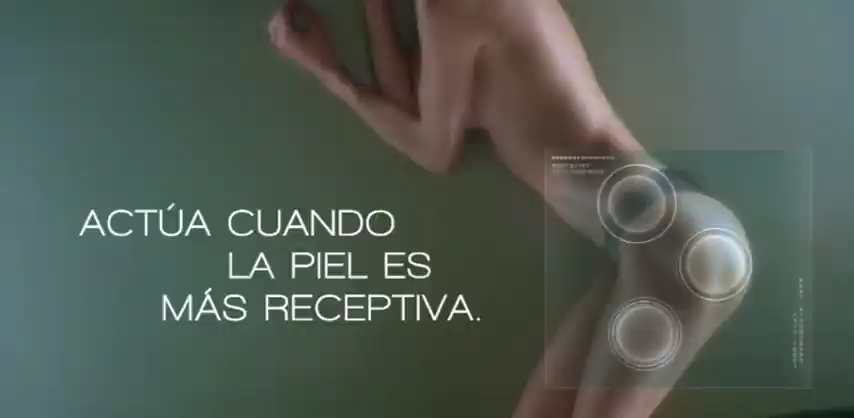 ACTÚA CUANDO
LA PIEL ES
MÁS RECEPTIVA.